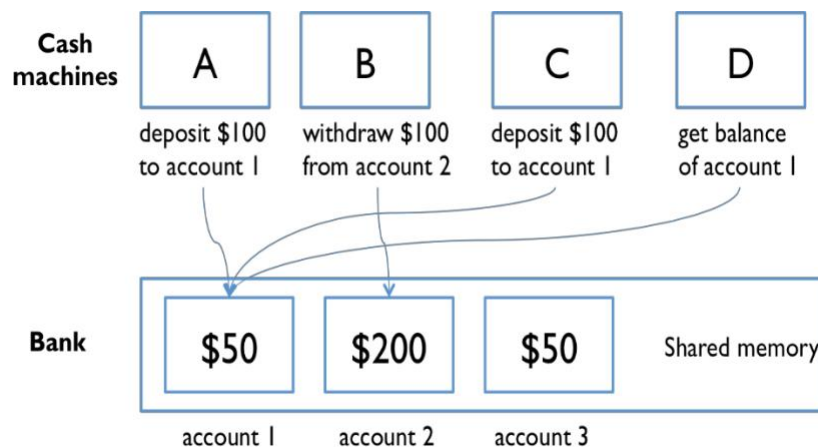 Cash
machines
A
B
C
D
deposit $100
to account 1
withdraw $100
from account 2
deposit $100
to account 1
get balance
of account 1
Bank
$50
$200
$50
Shared memory
account 1
account 2
account 3